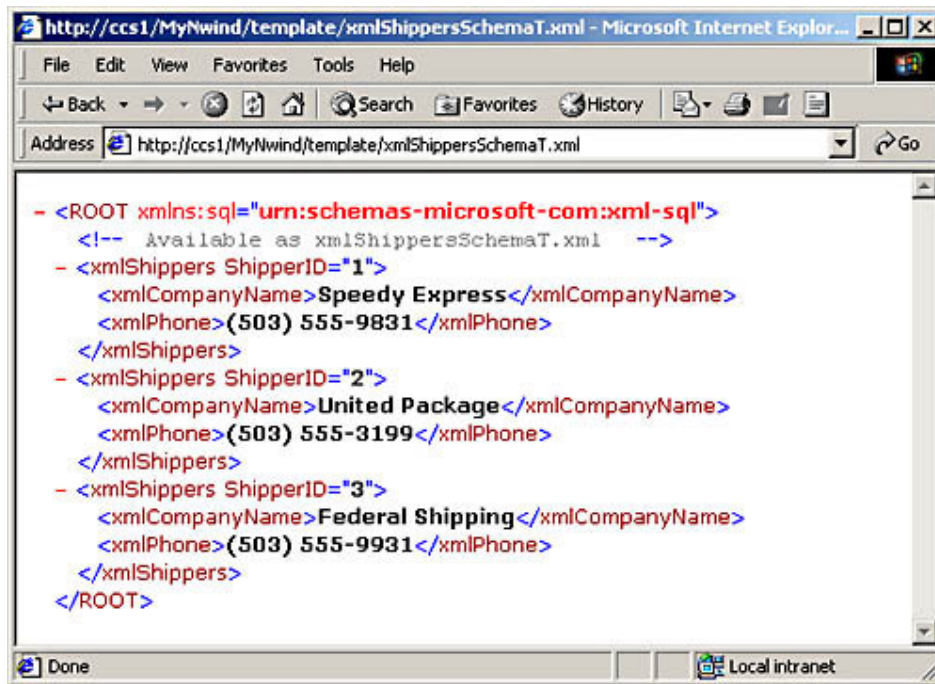 http://ccs1/MyNwind/template/xmlShippersSchemaT.xml - Microsoft Internet Explor...
File Edit View Favorites Tools Help
Back Search Favorites History
Address http://ccs1/MyNwind/template/xmlShippersSchemaT.xml Go
- <ROOT xmlns:sql="urn:schemas-microsoft-com:xml-sql">
<!-- Available as xmlShippersSchemaT.xml -->
- <xmlShippers ShipperID="1">
<xmlCompanyName>Speedy Express</xmlCompanyName>
<xmlPhone>(503) 555-9831</xmlPhone>
</xmlShippers>
- <xmlShippers ShipperID="2">
<xmlCompanyName>United Package</xmlCompanyName>
<xmlPhone>(503) 555-3199</xmlPhone>
</xmlShippers>
- <xmlShippers ShipperID="3">
<xmlCompanyName>Federal Shipping</xmlCompanyName>
<xmlPhone>(503) 555-9931</xmlPhone>
</xmlShippers>
</ROOT>
Done Local intranet